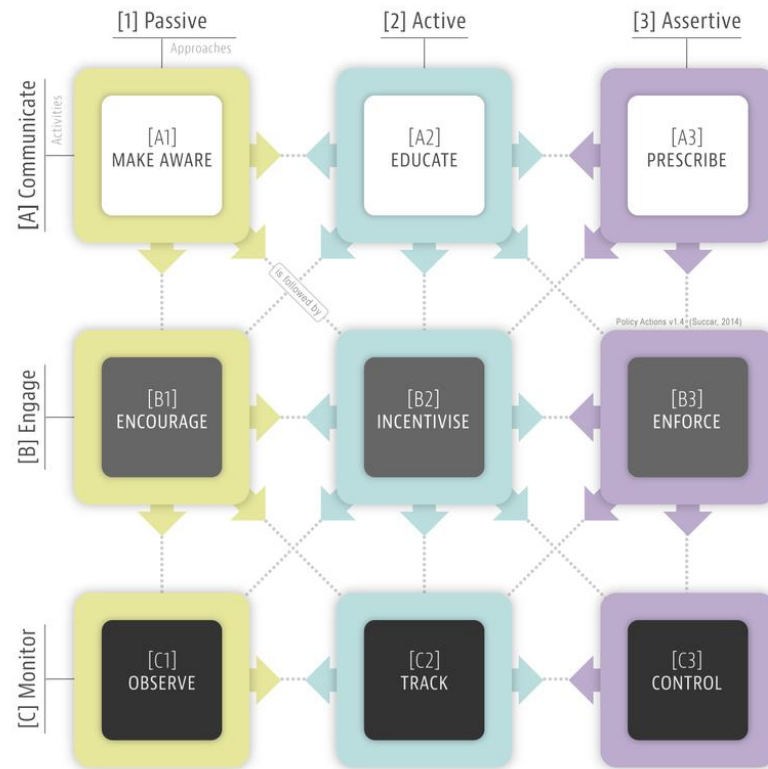 [1] Passive
[2] Active
[3] Assertive
Approaches
Activities
[A] Communicate
[A1]
MAKE AWARE
[A2]
EDUCATE
[A3]
PRESCRIBE
is followed by
Policy Actions v1.4 (Succar, 2014)
[B] Engage
[B1]
ENCOURAGE
[B2]
INCENTIVISE
[B3]
ENFORCE
[C] Monitor
[C1]
OBSERVE
[C2]
TRACK
[C3]
CONTROL